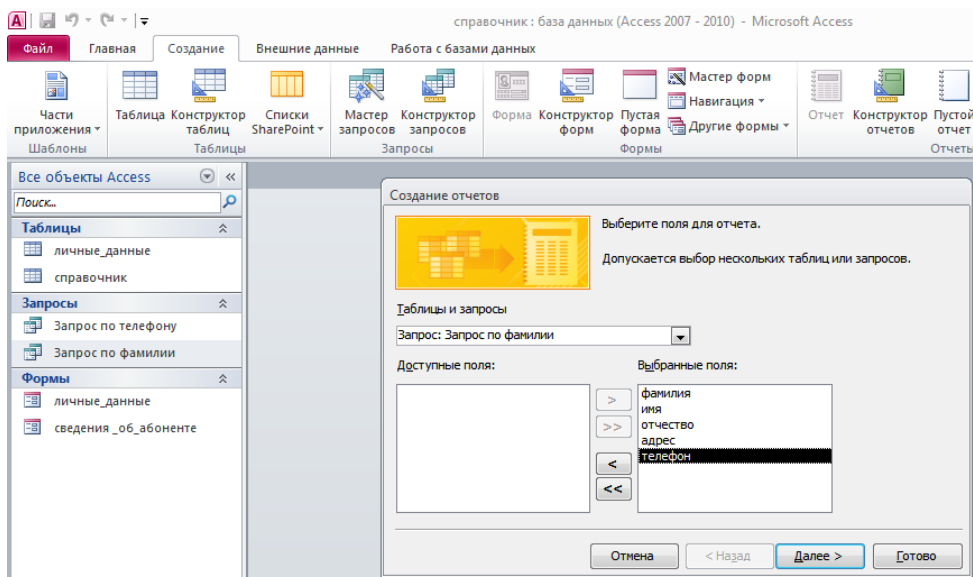 справочник : база данных (Access 2007 - 2010) - Microsoft Access
Файл Главная Создание Внешние данные Работа с базами данных
Части приложения
Таблица
Конструктор таблиц
Списки SharePoint
Мастер запросов
Конструктор запросов
Форма
Конструктор форм
Пустая форма
Мастер форм
Навигация
Другие формы
Отчет
Конструктор отчетов
Пустой отчет
Шаблоны Таблицы Запросы Формы Отчеты
Все объекты Access
Поиск...
Таблицы
личные_данные
справочник
Запросы
Запрос по телефону
Запрос по фамилии
Формы
личные_данные
сведения _об_абоненте
Создание отчетов
Выберите поля для отчета.
Допускается выбор нескольких таблиц или запросов.
Таблицы и запросы
Запрос: Запрос по фамилии
Доступные поля: Выбранные поля:
>
>>
<
<<
фамилия
имя
отчество
адрес
телефон
Отмена < Назад Далее > Готово